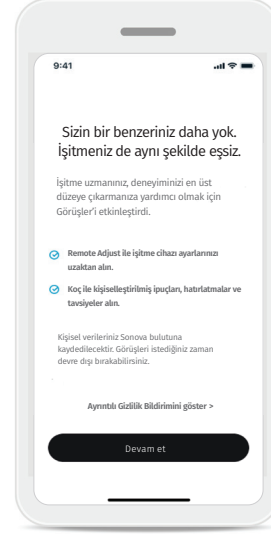 9:41
Sizin bir benzeriniz daha yok.
İşitmeniz de aynı şekilde eşsiz.
İşitme uzmanınız, deneyiminizi en üst
düzeye çıkarmanıza yardımcı olmak için
Görüşler’i etkinleştirdi.
Remote Adjust ile işitme cihazı ayarlarınızı
uzaktan alın.
Koç ile kişiselleştirilmiş ipuçları, hatırlatmalar ve
tavsiyeler alın.
Kişisel verileriniz Sonova bulutuna
kaydedilecektir. Görüşleri istediğiniz zaman
devre dışı bırakabilirsiniz.
Ayrıntılı Gizlilik Bildirimini göster >
Devam et